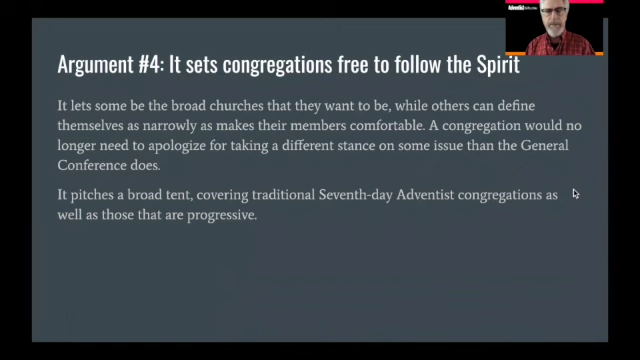 Adventist
Argument #4: It sets congregations free to follow the Spirit
It lets some be the broad churches that they want to be, while others can define
themselves as narrowly as makes their members comfortable. A congregation would no
longer need to apologize for taking a different stance on some issue than the General
Conference does.
It pitches a broad tent, covering traditional Seventh-day Adventist congregations as
well as those that are progressive.